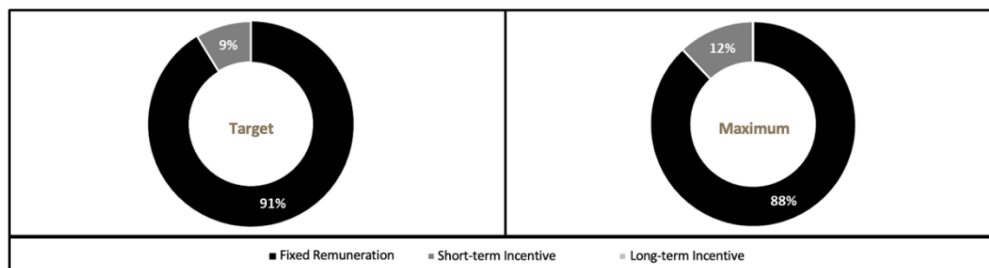 9%
Target
91%
12%
Maximum
88%
Fixed Remuneration Short-term Incentive Long-term Incentive